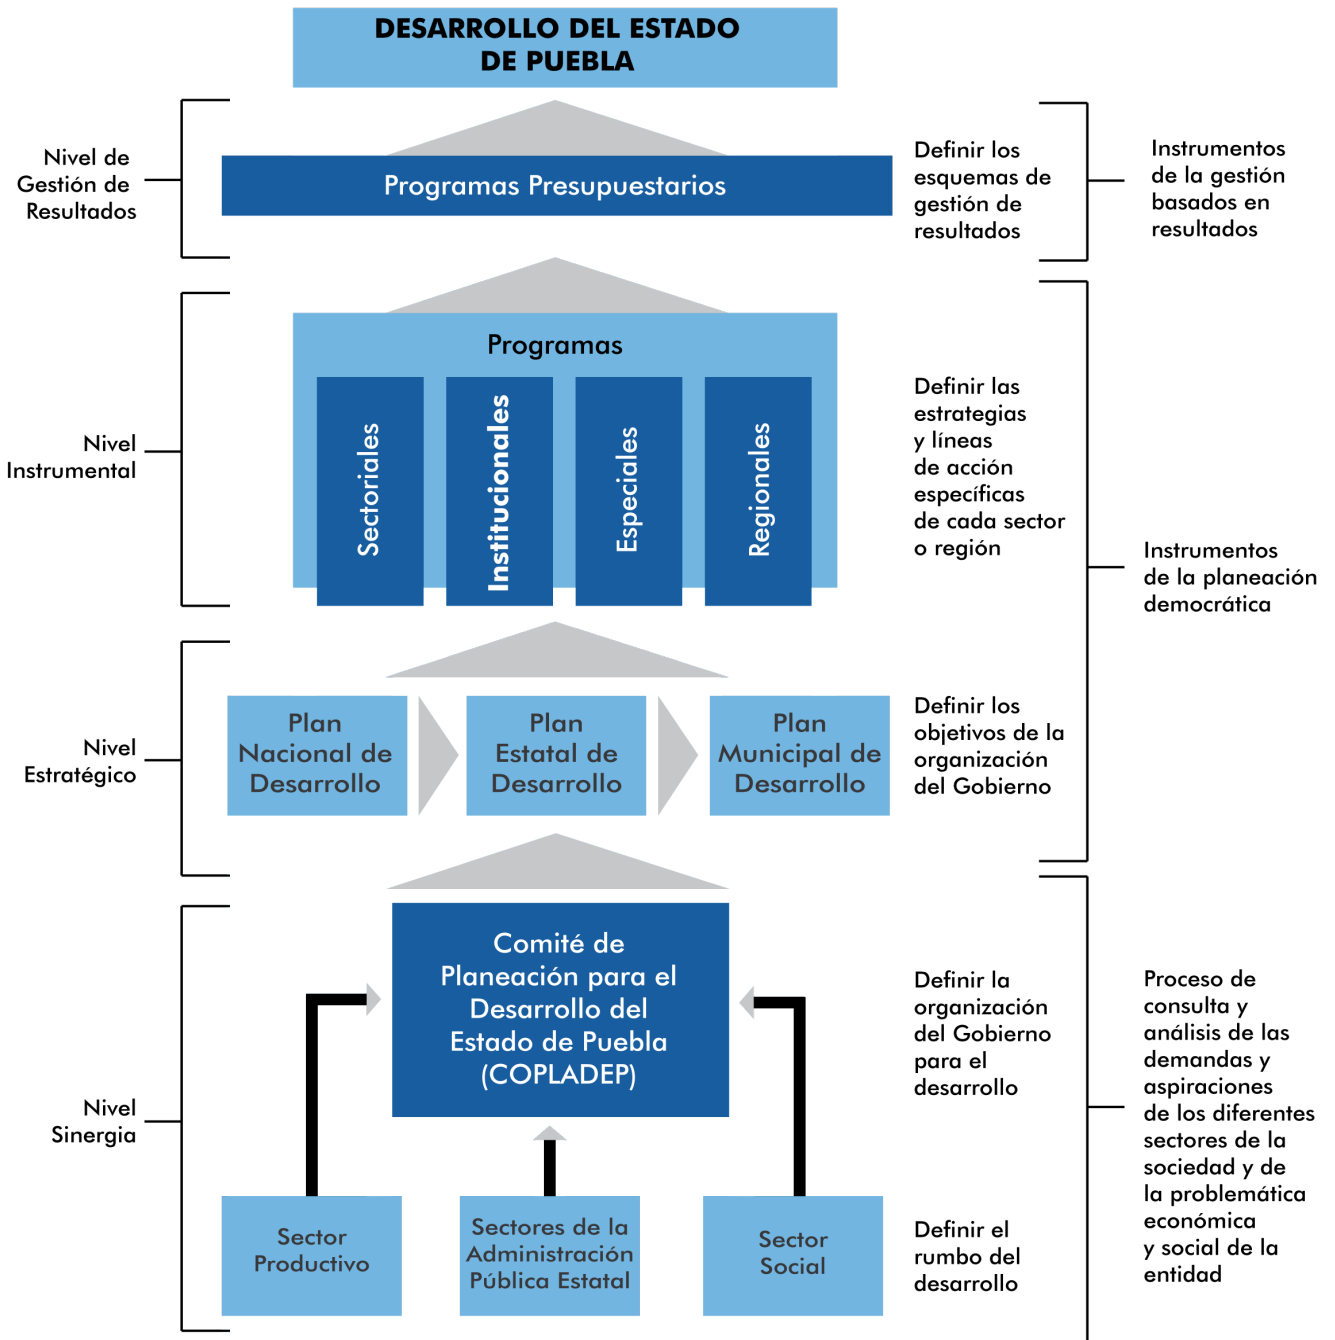 DESARROLLO DEL ESTADO
DE PUEBLA
Nivel de
Gestión de
Resultados
Programas Presupuestarios
Definir los
esquemas de
gestión de
resultados
Instrumentos
de la gestión
basados en
resultados
Nivel
Instrumental
Programas
Sectoriales
Institucionales
Especiales
Regionales
Definir las
estrategias
y líneas
de acción
específicas
de cada sector
o región
Instrumentos
de la planeación
democrática
Nivel
Estratégico
Plan
Nacional de
Desarrollo
Plan
Estatal de
Desarrollo
Plan
Municipal de
Desarrollo
Definir los
objetivos de la
organización
del Gobierno
Nivel
Sinergia
Comité de
Planeación para el
Desarrollo del
Estado de Puebla
(COPLADEP)
Definir la
organización
del Gobierno
para el
desarrollo
Proceso de
consulta y
análisis de las
demandas y
aspiraciones
de los diferentes
sectores de la
sociedad y de
la problemática
económica
y social de la
entidad
Sector
Productivo
Sectores de la
Administración
Pública Estatal
Sector
Social
Definir el
rumbo del
desarrollo